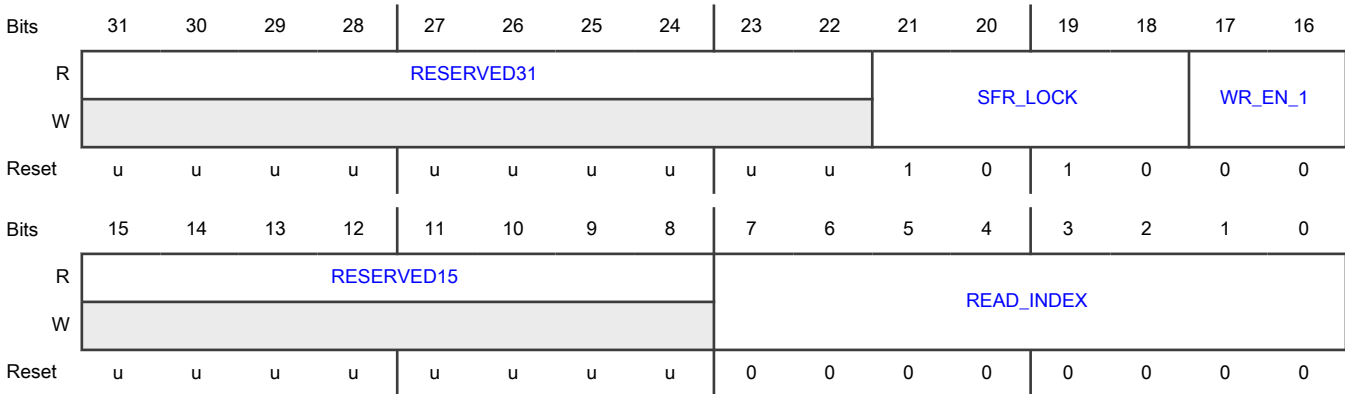 Bits 31 30 29 28 27 26 25 24 23 22 21 20 19 18 17 16
R RESERVED31 SFR_LOCK WR_EN_1
W
Reset u u u u u u u u u u 1 0 1 0 0 0
Bits 15 14 13 12 11 10 9 8 7 6 5 4 3 2 1 0
R RESERVED15 READ_INDEX
W
Reset u u u u u u u u 0 0 0 0 0 0 0 0